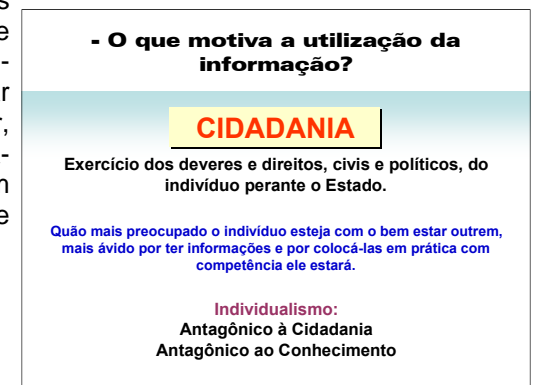 s
e
-
ar
r,
-
m
e
- O que motiva a utilização da
informação?
CIDADANIA
Exercício dos deveres e direitos, civis e políticos, do
indivíduo perante o Estado.
Quão mais preocupado o indivíduo esteja com o bem estar outrem,
mais ávido por ter informações e por colocá-las em prática com
competência ele estará.
Individualismo:
Antagônico à Cidadania
Antagônico ao Conhecimento